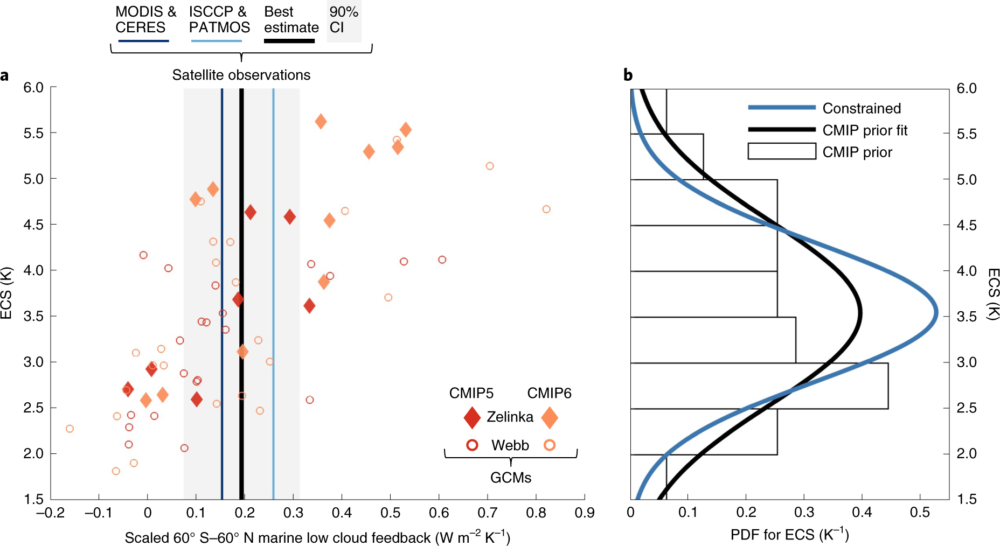 MODIS & ISCCP & Best 90%
CERES PATMOS estimate CI
Satellite observations
a
6.0
5.5
5.0
4.5
4.0
3.5
3.0
2.5
2.0
1.5
ECS (K)
–0.2 –0.1 0 0.1 0.2 0.3 0.4 0.5 0.6 0.7 0.8 0.9
Scaled 60° S–60° N marine low cloud feedback (W m⁻² K⁻¹)
CMIP5 CMIP6
Zelinka
Webb
GCMs
b
Constrained
CMIP prior fit
CMIP prior
6.0
5.5
5.0
4.5
4.0
3.5
3.0
2.5
2.0
1.5
ECS (K)
0 0.1 0.2 0.3 0.4 0.5
PDF for ECS (K⁻¹)